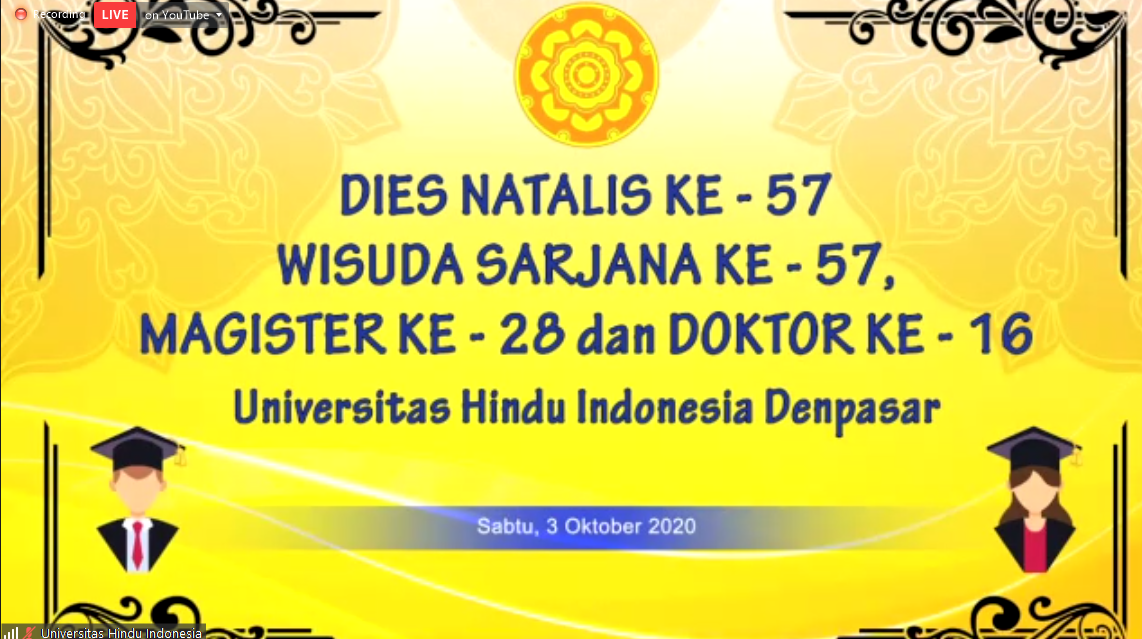 Recording LIVE on YouTube
DIES NATALIS KE - 57
WISUDA SARJANA KE - 57,
MAGISTER KE - 28 dan DOKTOR KE - 16
Universitas Hindu Indonesia Denpasar
Sabtu, 3 Oktober 2020
Universitas Hindu Indonesia